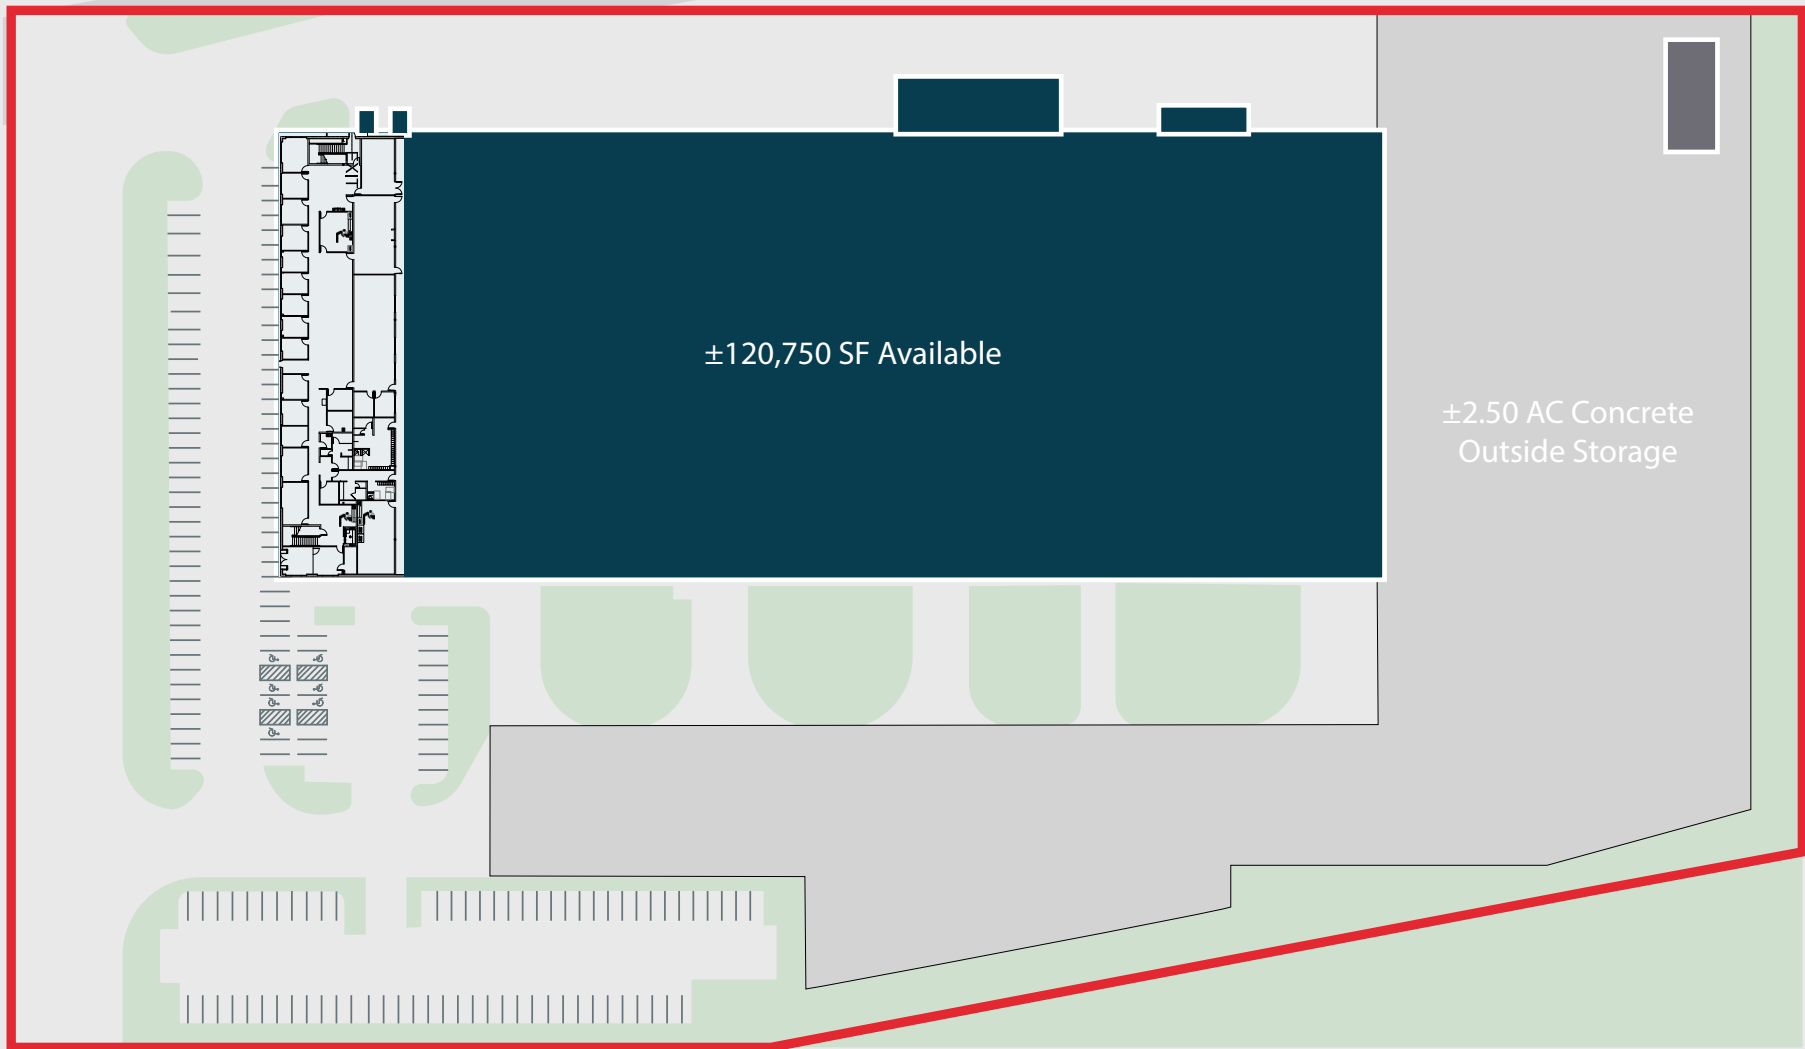 ±120,750 SF Available
±2.50 AC Concrete
Outside Storage